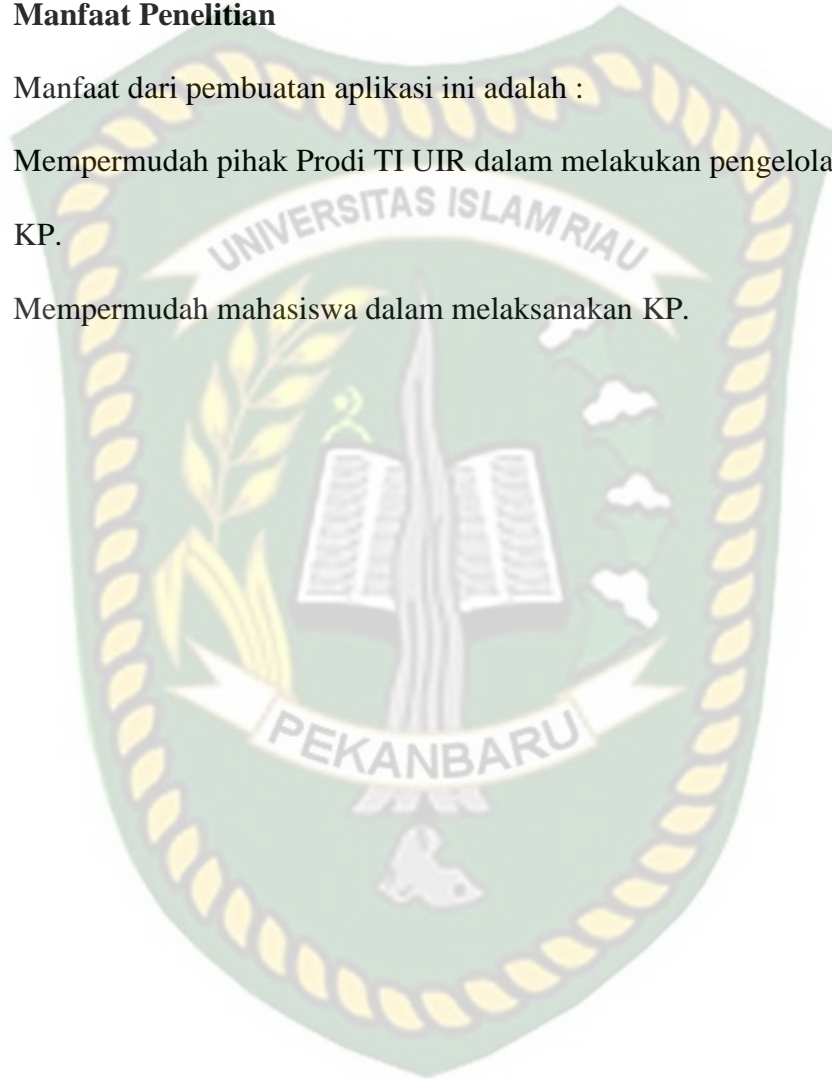 Manfaat Penelitian
Manfaat dari pembuatan aplikasi ini adalah :
Mempermudah pihak Prodi TI UIR dalam melakukan pengelola
KP.
Mempermudah mahasiswa dalam melaksanakan KP.
UNIVERSITAS ISLAM RIAU
PEKANBARU